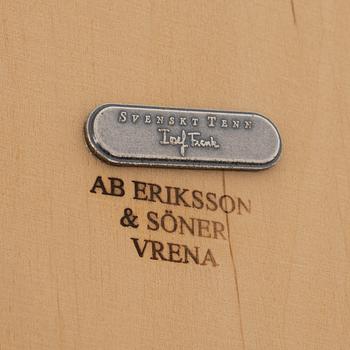 SVENSKT TENN
Josef Frank
AB ERIKSSON
& SÖNER
VRENA